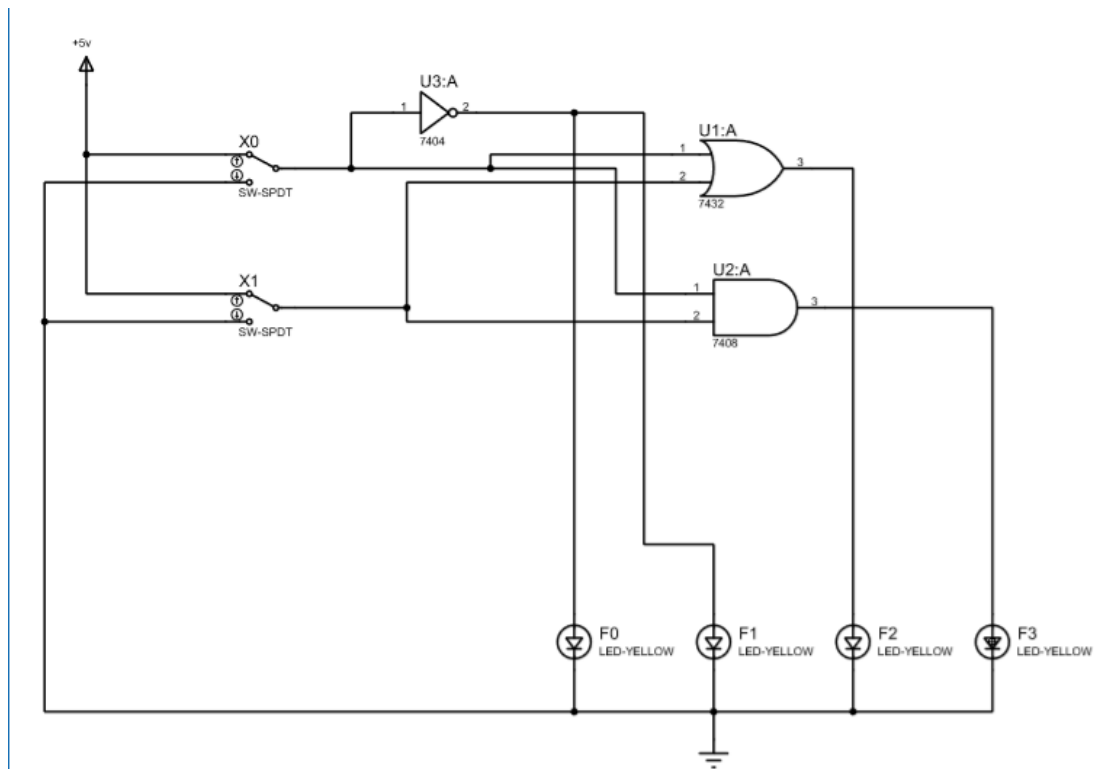 +5v
U3:A
1
2
7404
X0
SW-SPDT
U1:A
1
2
3
7432
X1
SW-SPDT
U2:A
1
2
3
7408
F0
LED-YELLOW
F1
LED-YELLOW
F2
LED-YELLOW
F3
LED-YELLOW